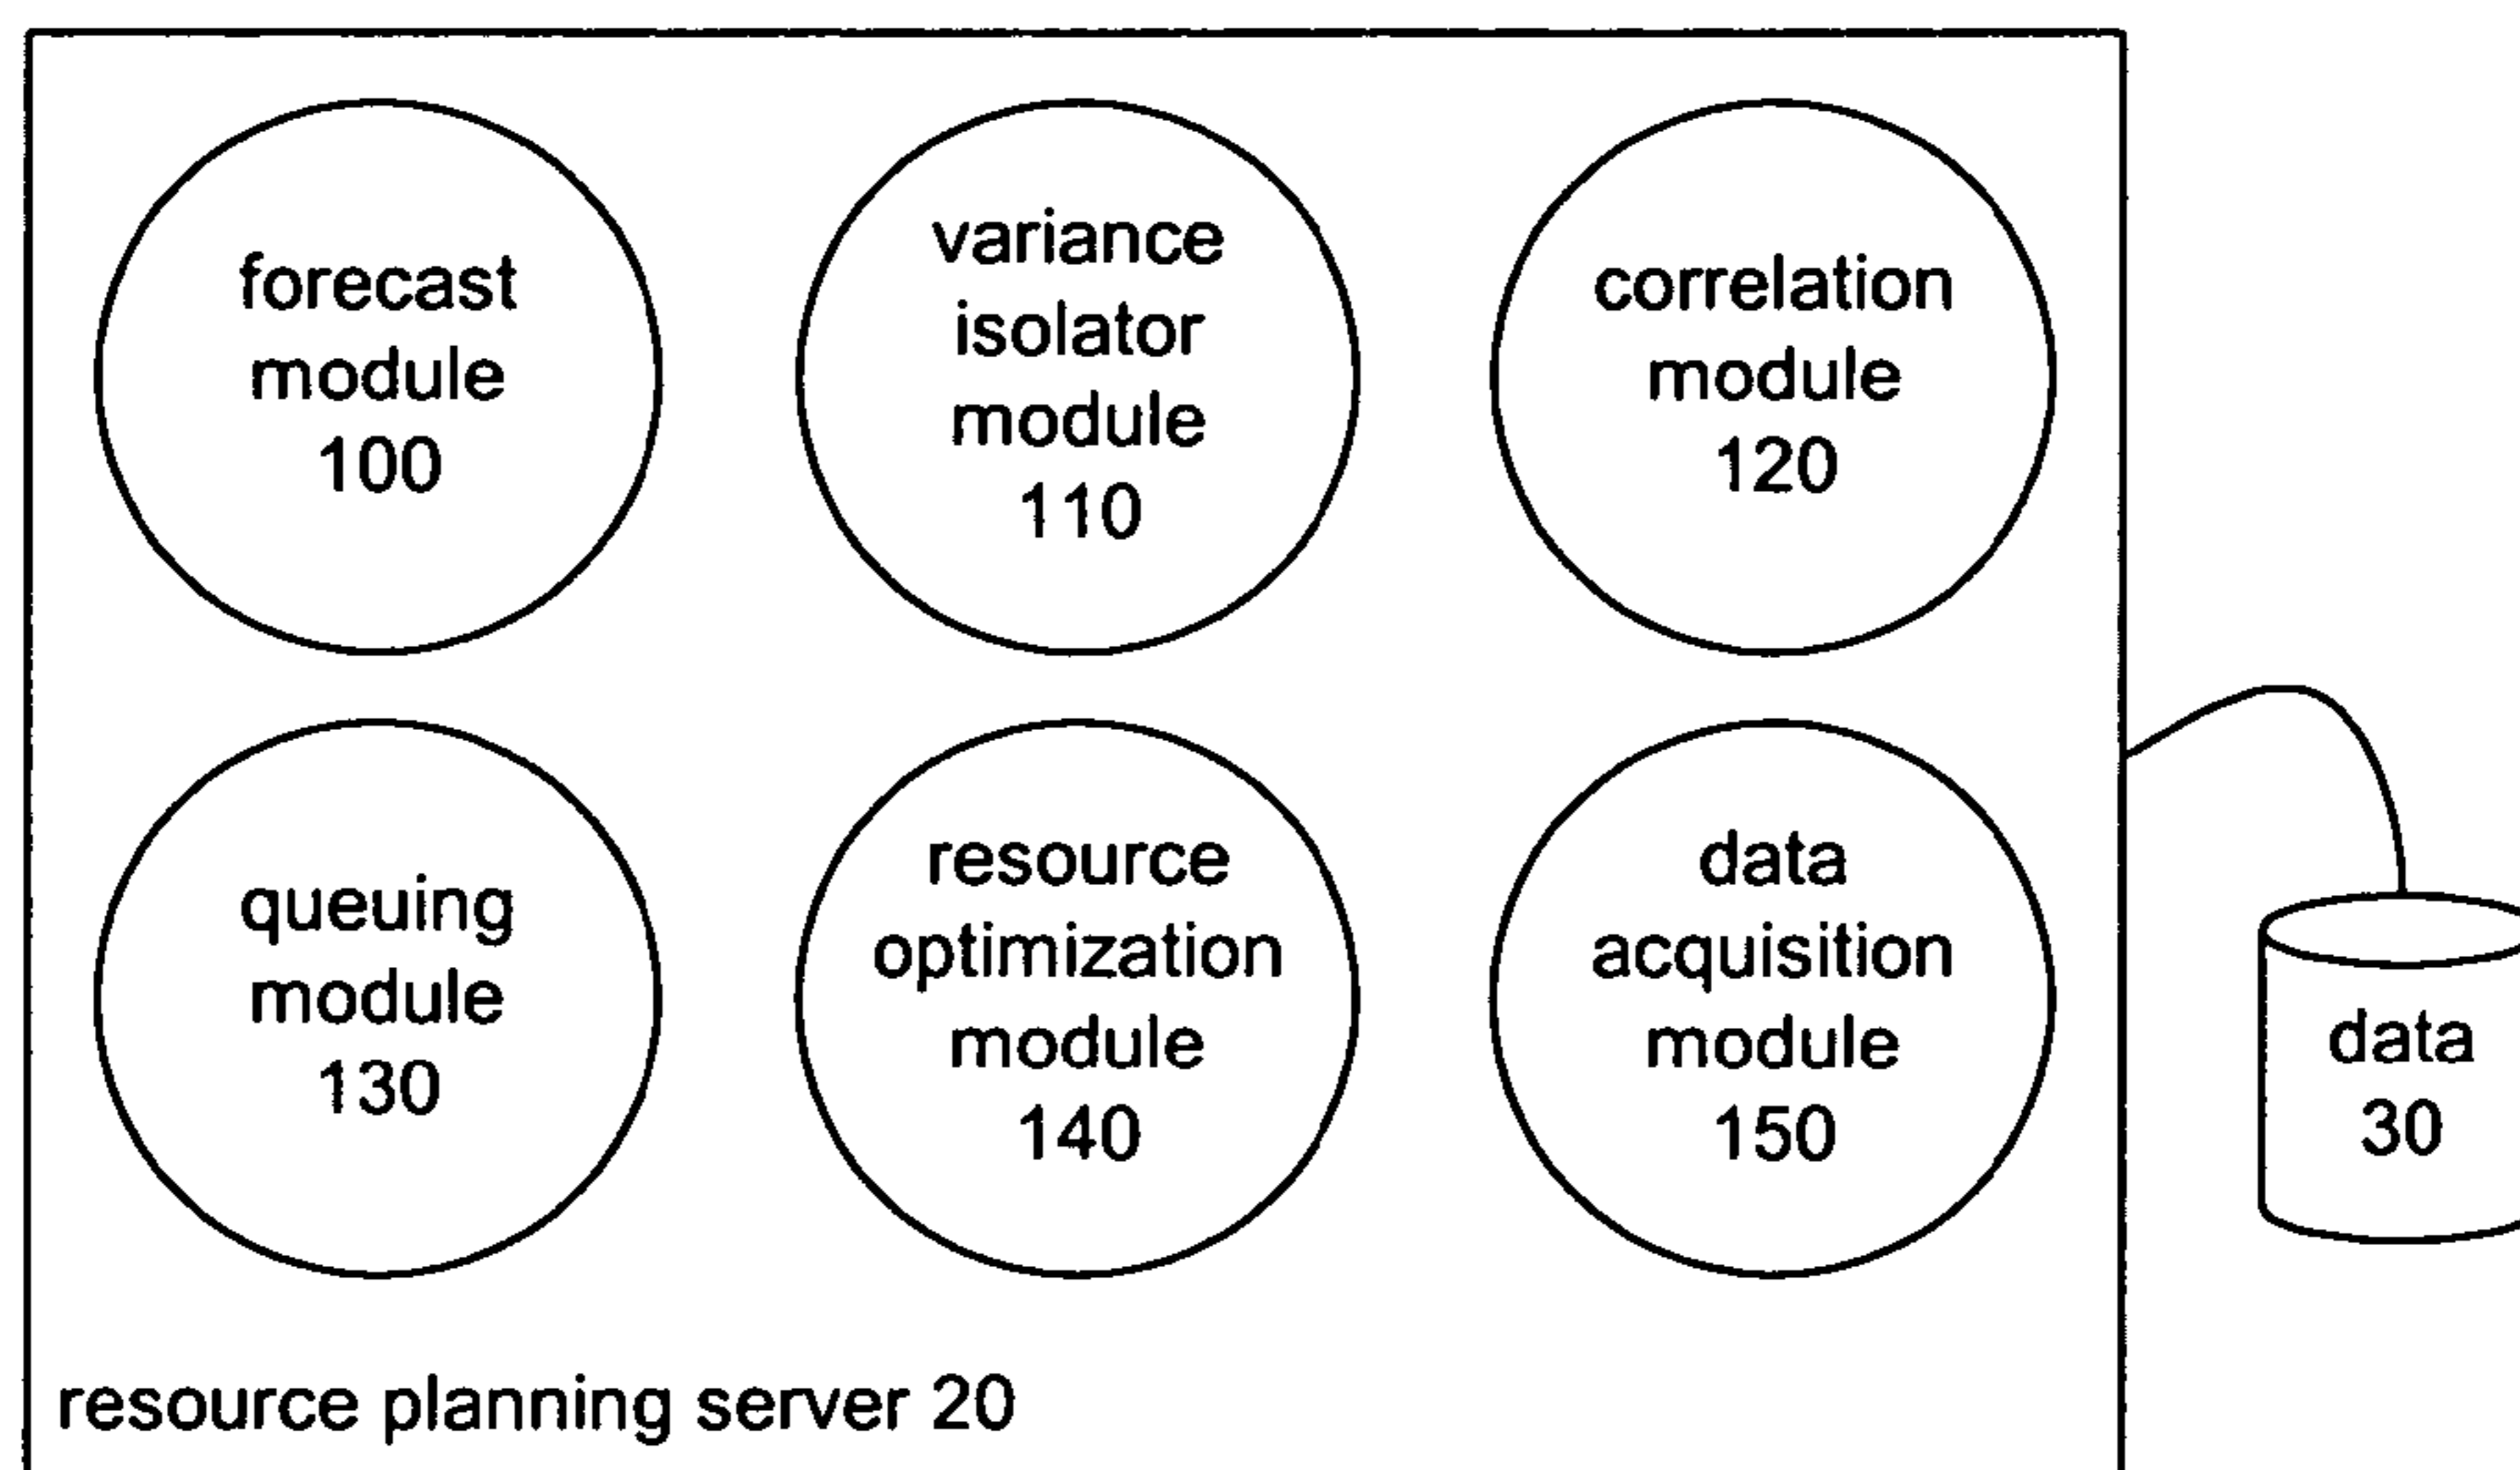 forecast
module
100
variance
isolator
module
110
correlation
module
120
queuing
module
130
resource
optimization
module
140
data
acquisition
module
150
data
30
resource planning server 20